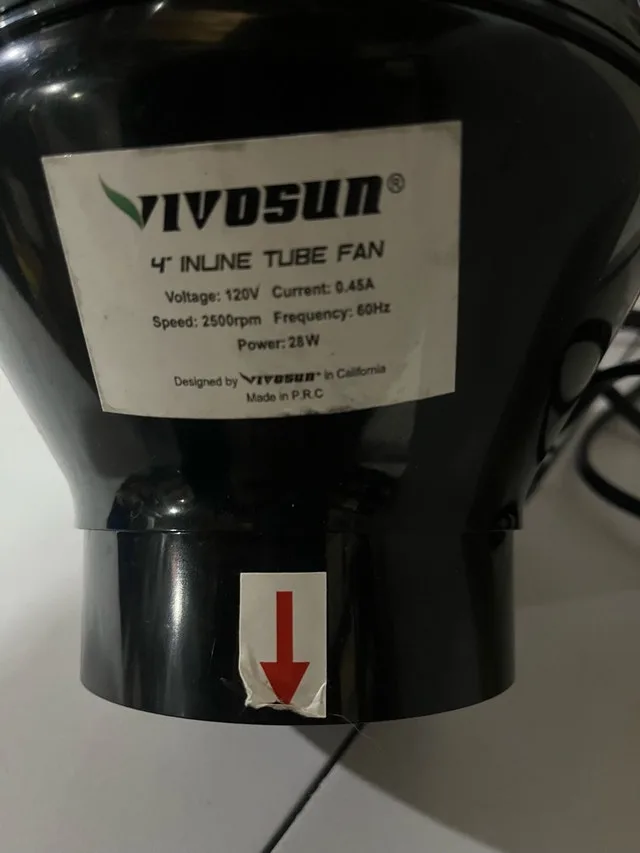 VIVOSUN®
4" INLINE TUBE FAN
Voltage: 120V Current: 0.45A
Speed: 2500rpm Frequency: 60Hz
Power: 28W
Designed by VIVOSUN® in California
Made in P.R.C